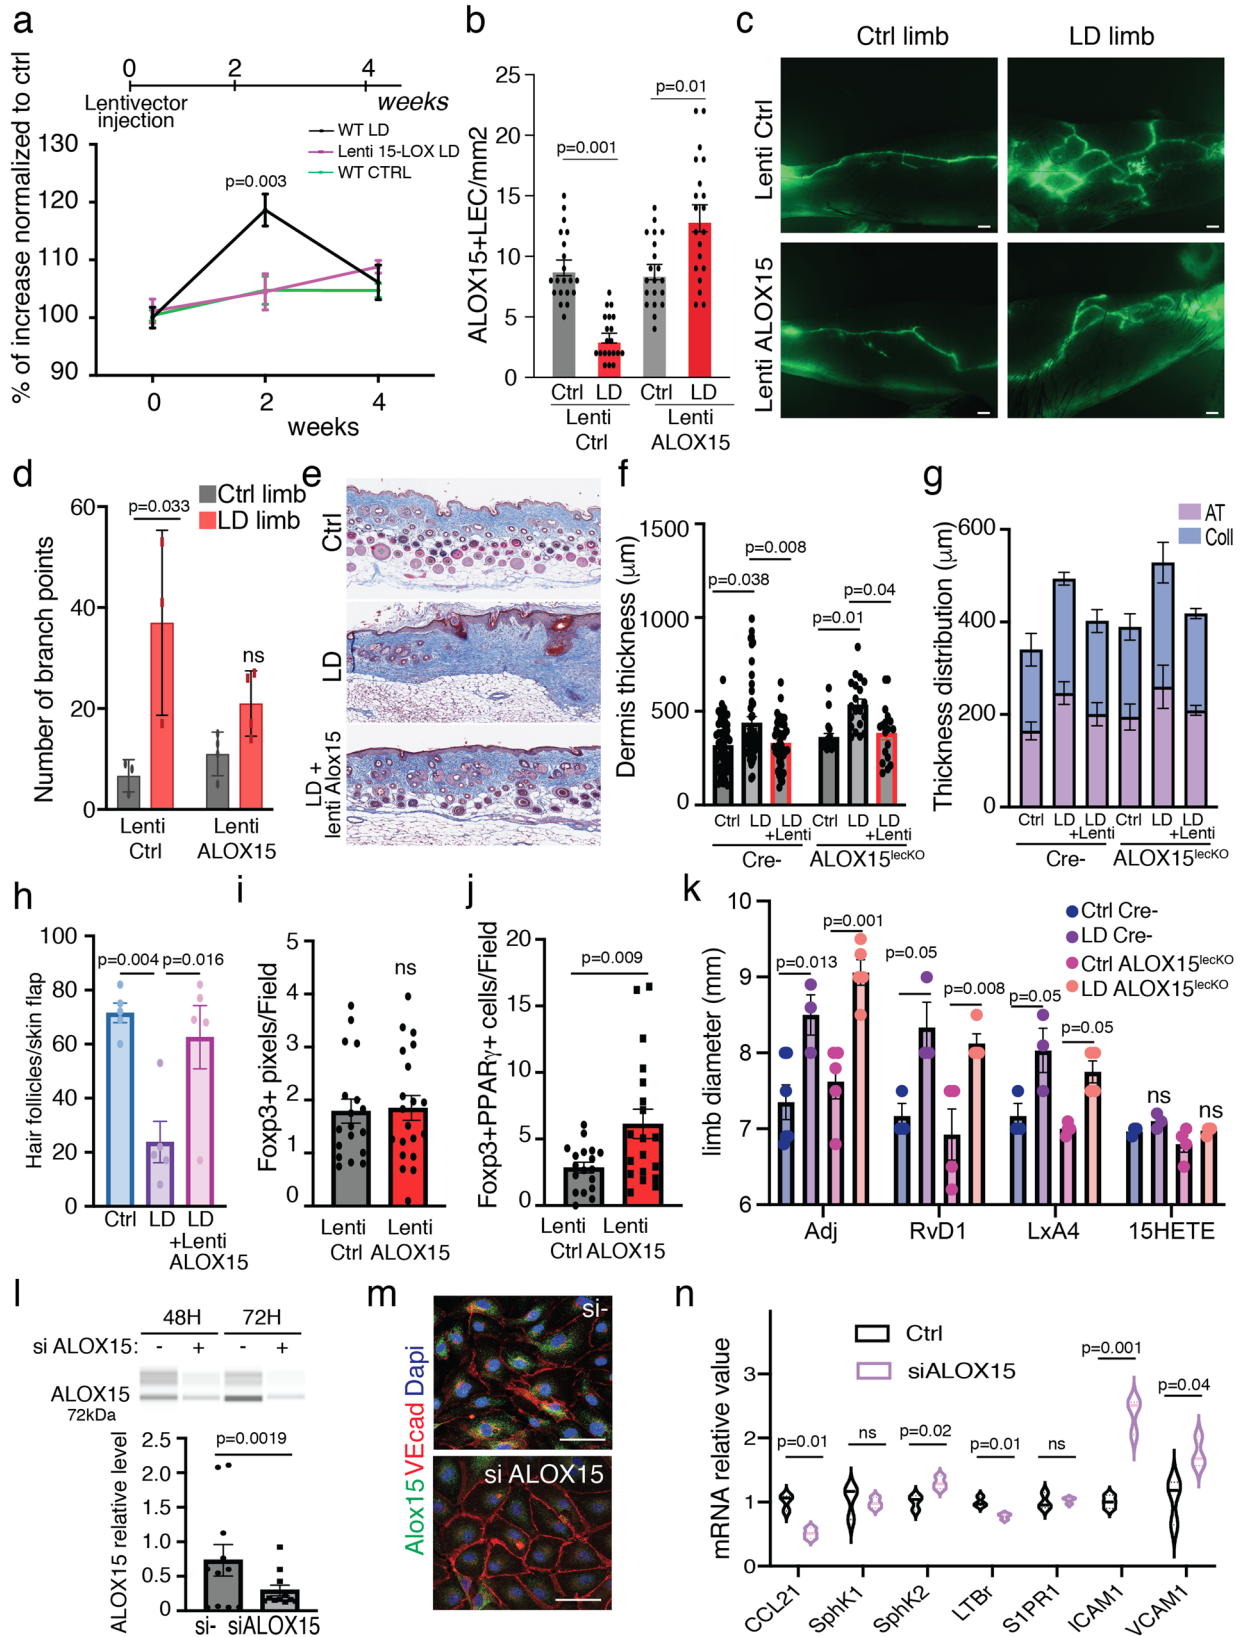 a
0
2
4
Lentivector
injection
weeks
% of increase normalized to ctrl
130
120
110
100
90
WT LD
Lenti 15-LOX LD
WT CTRL
p=0.003
0
2
4
weeks
b
ALOX15+LEC/mm2
25
20
15
10
5
0
p=0.001
p=0.01
Ctrl LD Ctrl LD
Lenti
Ctrl
Lenti
ALOX15
c
Ctrl limb
LD limb
Lenti Ctrl
Lenti ALOX15
d
Ctrl limb
LD limb
Number of branch points
60
40
20
0
p=0.033
ns
Lenti
Ctrl
Lenti
ALOX15
e
Ctrl
LD
LD +
lenti Alox15
f
Dermis thickness (μm)
1500
1000
500
0
p=0.008
p=0.038
p=0.04
p=0.01
Ctrl LD LD Ctrl LD LD
+Lenti
+Lenti
Cre-
ALOX15lecKO
g
AT
Coll
Thickness distribution (μm)
600
400
200
0
Ctrl LD LD Ctrl LD LD
+Lenti
+Lenti
Cre-
ALOX15lecKO
h
Hair follicles/skin flap
100
80
60
40
20
0
p=0.004
p=0.016
Ctrl LD LD
+Lenti
ALOX15
i
Foxp3+ pixels/Field
5
4
3
2
1
0
ns
Lenti
Ctrl
Lenti
ALOX15
j
Foxp3+PPARγ+ cells/Field
20
15
10
5
0
p=0.009
Lenti
Ctrl
Lenti
ALOX15
k
limb diameter (mm)
10
9
8
7
6
Ctrl Cre-
LD Cre-
Ctrl ALOX15lecKO
LD ALOX15lecKO
p=0.001
p=0.013
p=0.05
p=0.008
p=0.05
p=0.05
ns
ns
Adj
RvD1
LxA4
15HETE
l
48H
72H
si ALOX15:
- + - +
ALOX15
72kDa
ALOX15 relative level
2.5
2.0
1.5
1.0
0.5
0
p=0.0019
si-
siALOX15
m
Alox15 VEcad Dapi
si-
si ALOX15
n
mRNA relative value
3
2
1
0
Ctrl
siALOX15
p=0.01
ns
p=0.02
p=0.01
ns
p=0.001
p=0.04
CCL21
SphK1
SphK2
LTBr
S1PR1
ICAM1
VCAM1